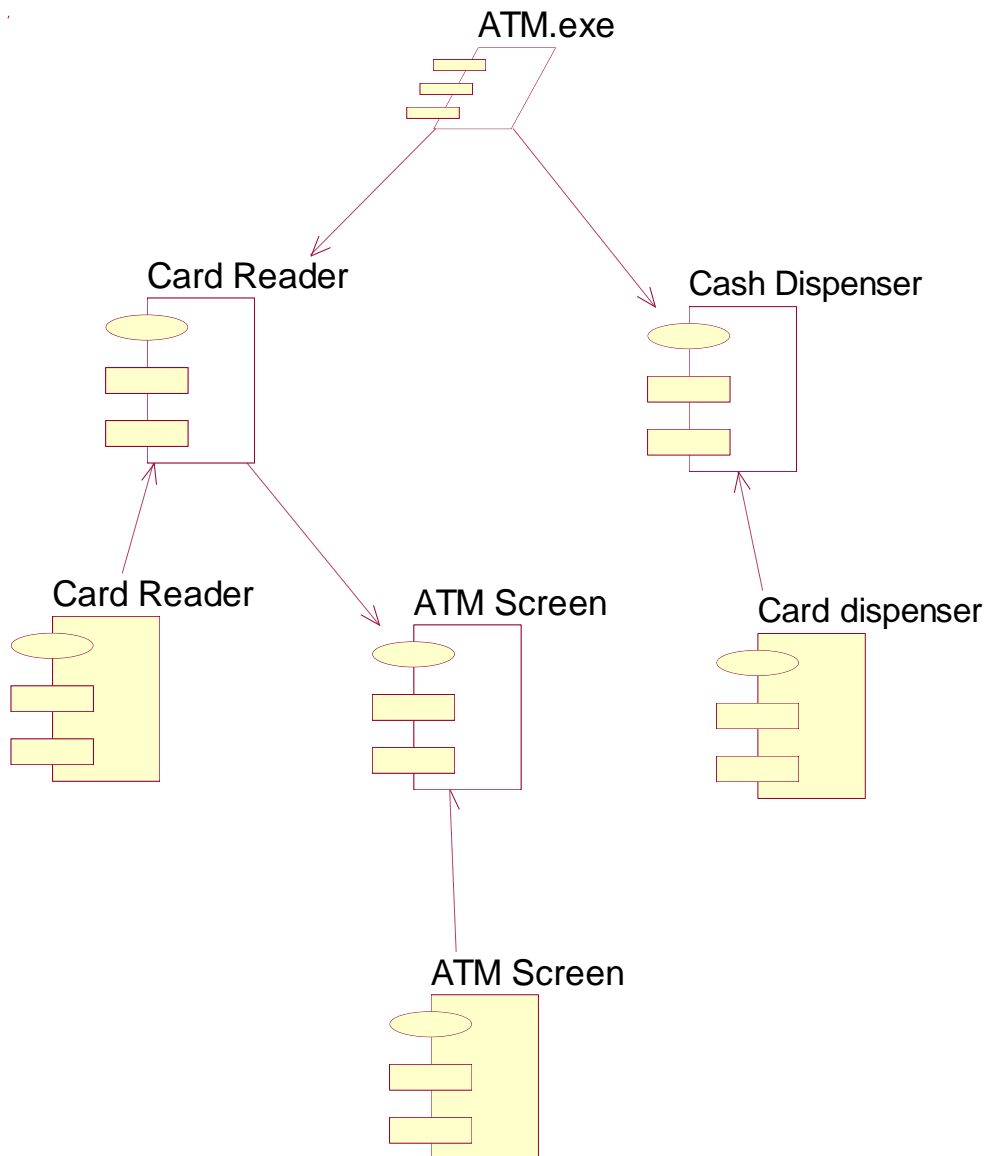 ATM.exe
Card Reader
Cash Dispenser
Card Reader
ATM Screen
Card dispenser
ATM Screen